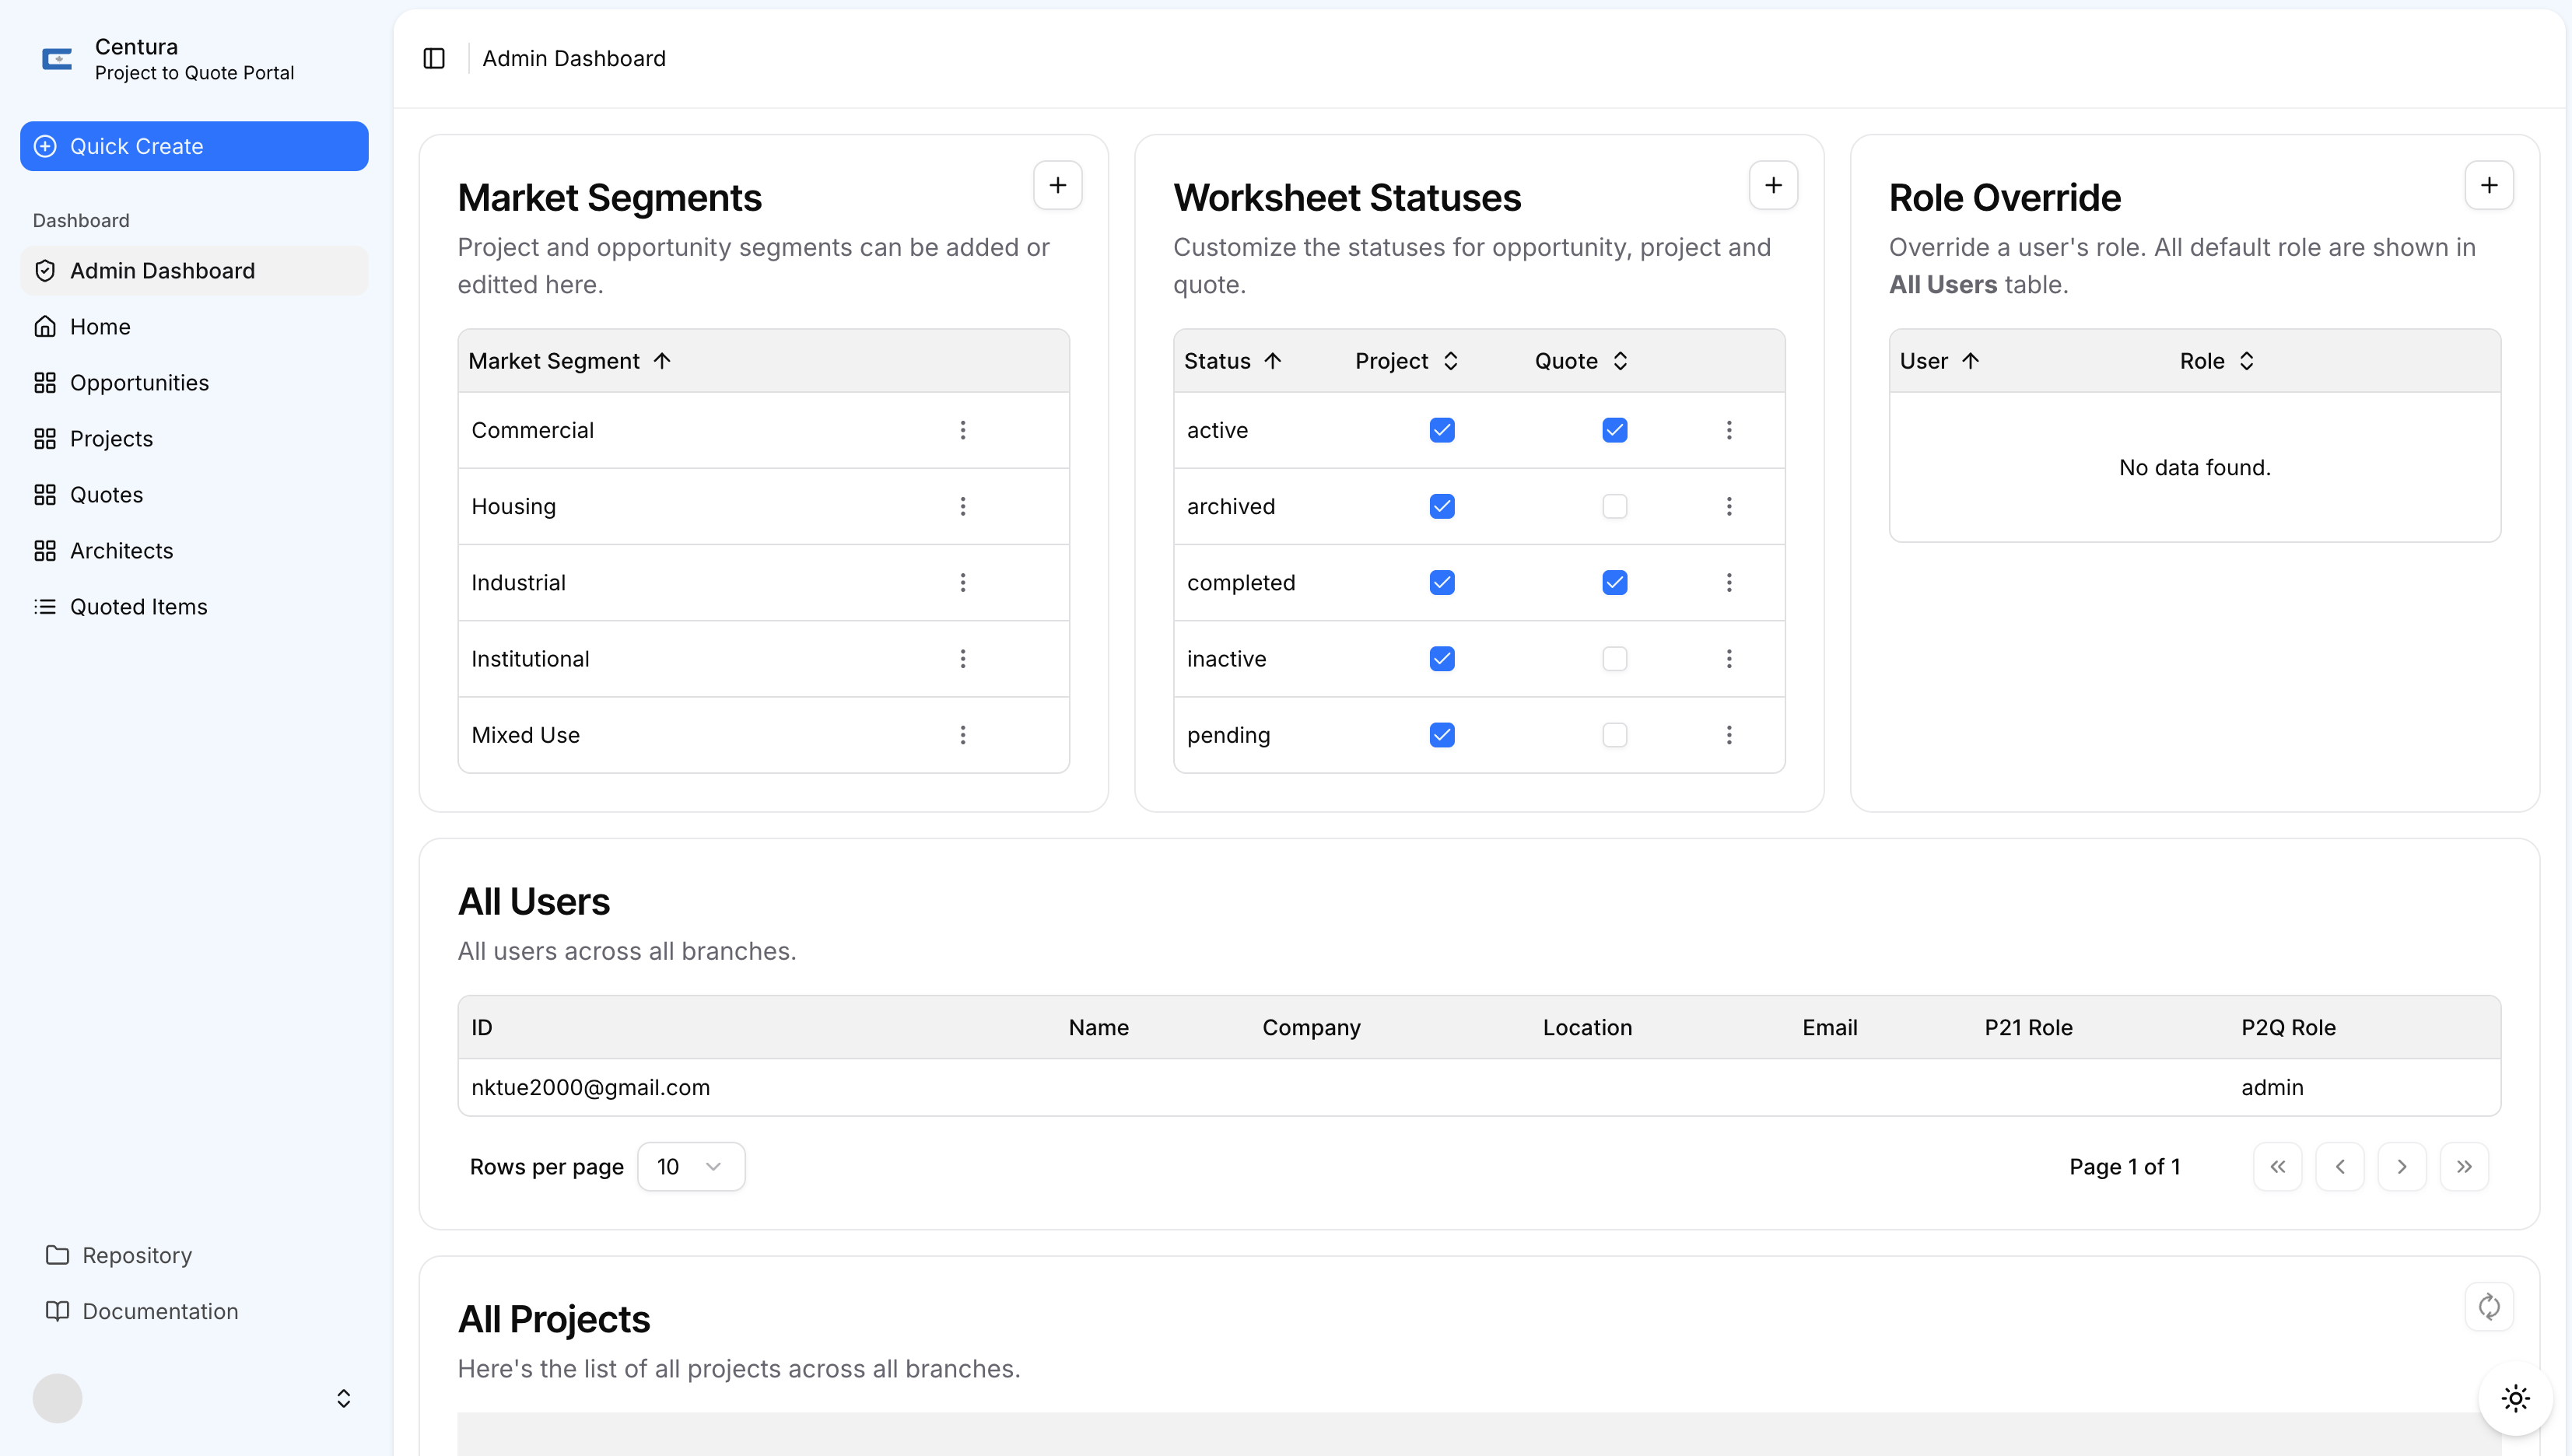 Centura
Project to Quote Portal
Quick Create
Dashboard
Admin Dashboard
Home
Opportunities
Projects
Quotes
Architects
Quoted Items
Repository
Documentation
Admin Dashboard
Market Segments
Project and opportunity segments can be added or
editted here.
Market Segment
Commercial
Housing
Industrial
Institutional
Mixed Use
Worksheet Statuses
Customize the statuses for opportunity, project and
quote.
Status Project Quote
active
archived
completed
inactive
pending
Role Override
Override a user's role. All default role are shown in
All Users table.
User Role
No data found.
All Users
All users across all branches.
ID Name Company Location Email P21 Role P2Q Role
nktue2000@gmail.com admin
Rows per page 10 Page 1 of 1
All Projects
Here's the list of all projects across all branches.